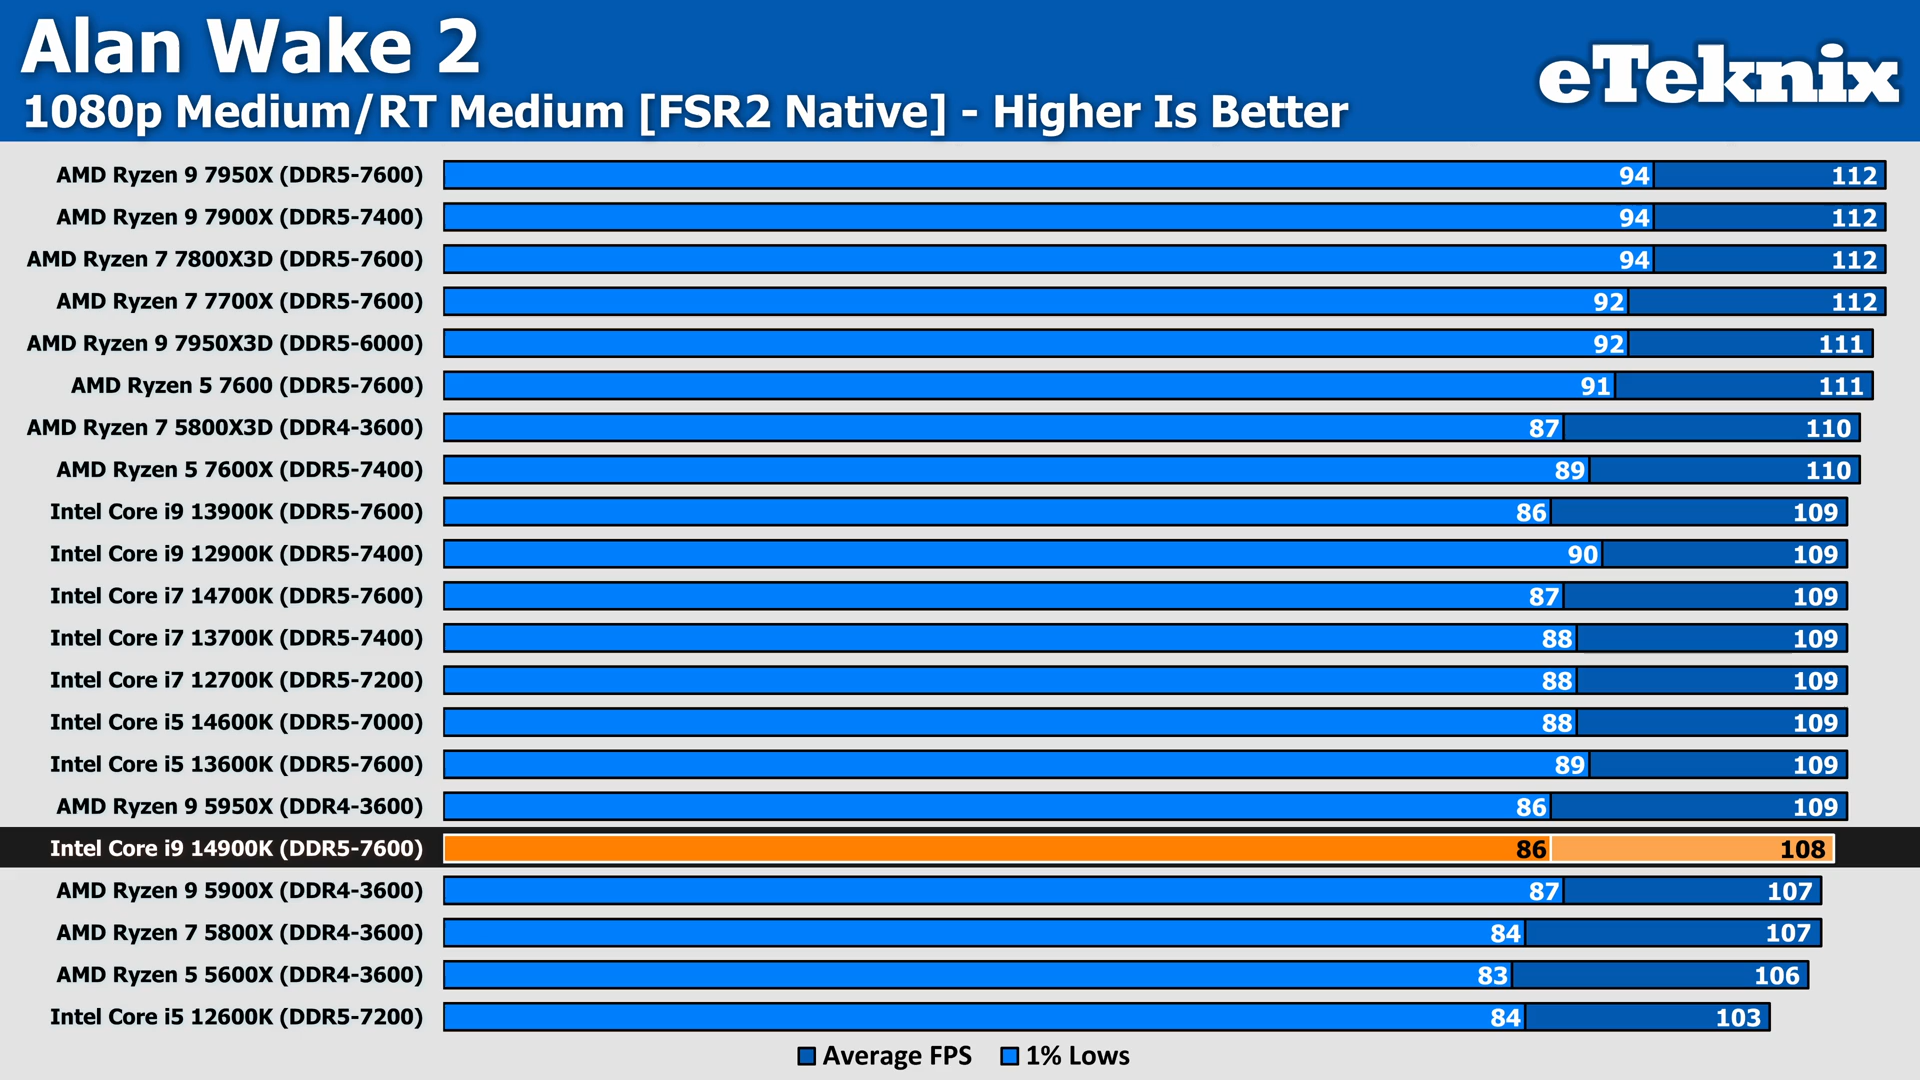 Alan Wake 2
eTeknix
1080p Medium/RT Medium [FSR2 Native] - Higher Is Better
AMD Ryzen 9 7950X (DDR5-7600) 94 112
AMD Ryzen 9 7900X (DDR5-7400) 94 112
AMD Ryzen 7 7800X3D (DDR5-7600) 94 112
AMD Ryzen 7 7700X (DDR5-7600) 92 112
AMD Ryzen 9 7950X3D (DDR5-6000) 92 111
AMD Ryzen 5 7600 (DDR5-7600) 91 111
AMD Ryzen 7 5800X3D (DDR4-3600) 87 110
AMD Ryzen 5 7600X (DDR5-7400) 89 110
Intel Core i9 13900K (DDR5-7600) 86 109
Intel Core i9 12900K (DDR5-7400) 90 109
Intel Core i7 14700K (DDR5-7600) 87 109
Intel Core i7 13700K (DDR5-7400) 88 109
Intel Core i7 12700K (DDR5-7200) 88 109
Intel Core i5 14600K (DDR5-7000) 88 109
Intel Core i5 13600K (DDR5-7600) 89 109
AMD Ryzen 9 5950X (DDR4-3600) 86 109
Intel Core i9 14900K (DDR5-7600) 86 108
AMD Ryzen 9 5900X (DDR4-3600) 87 107
AMD Ryzen 7 5800X (DDR4-3600) 84 107
AMD Ryzen 5 5600X (DDR4-3600) 83 106
Intel Core i5 12600K (DDR5-7200) 84 103
Average FPS 1% Lows